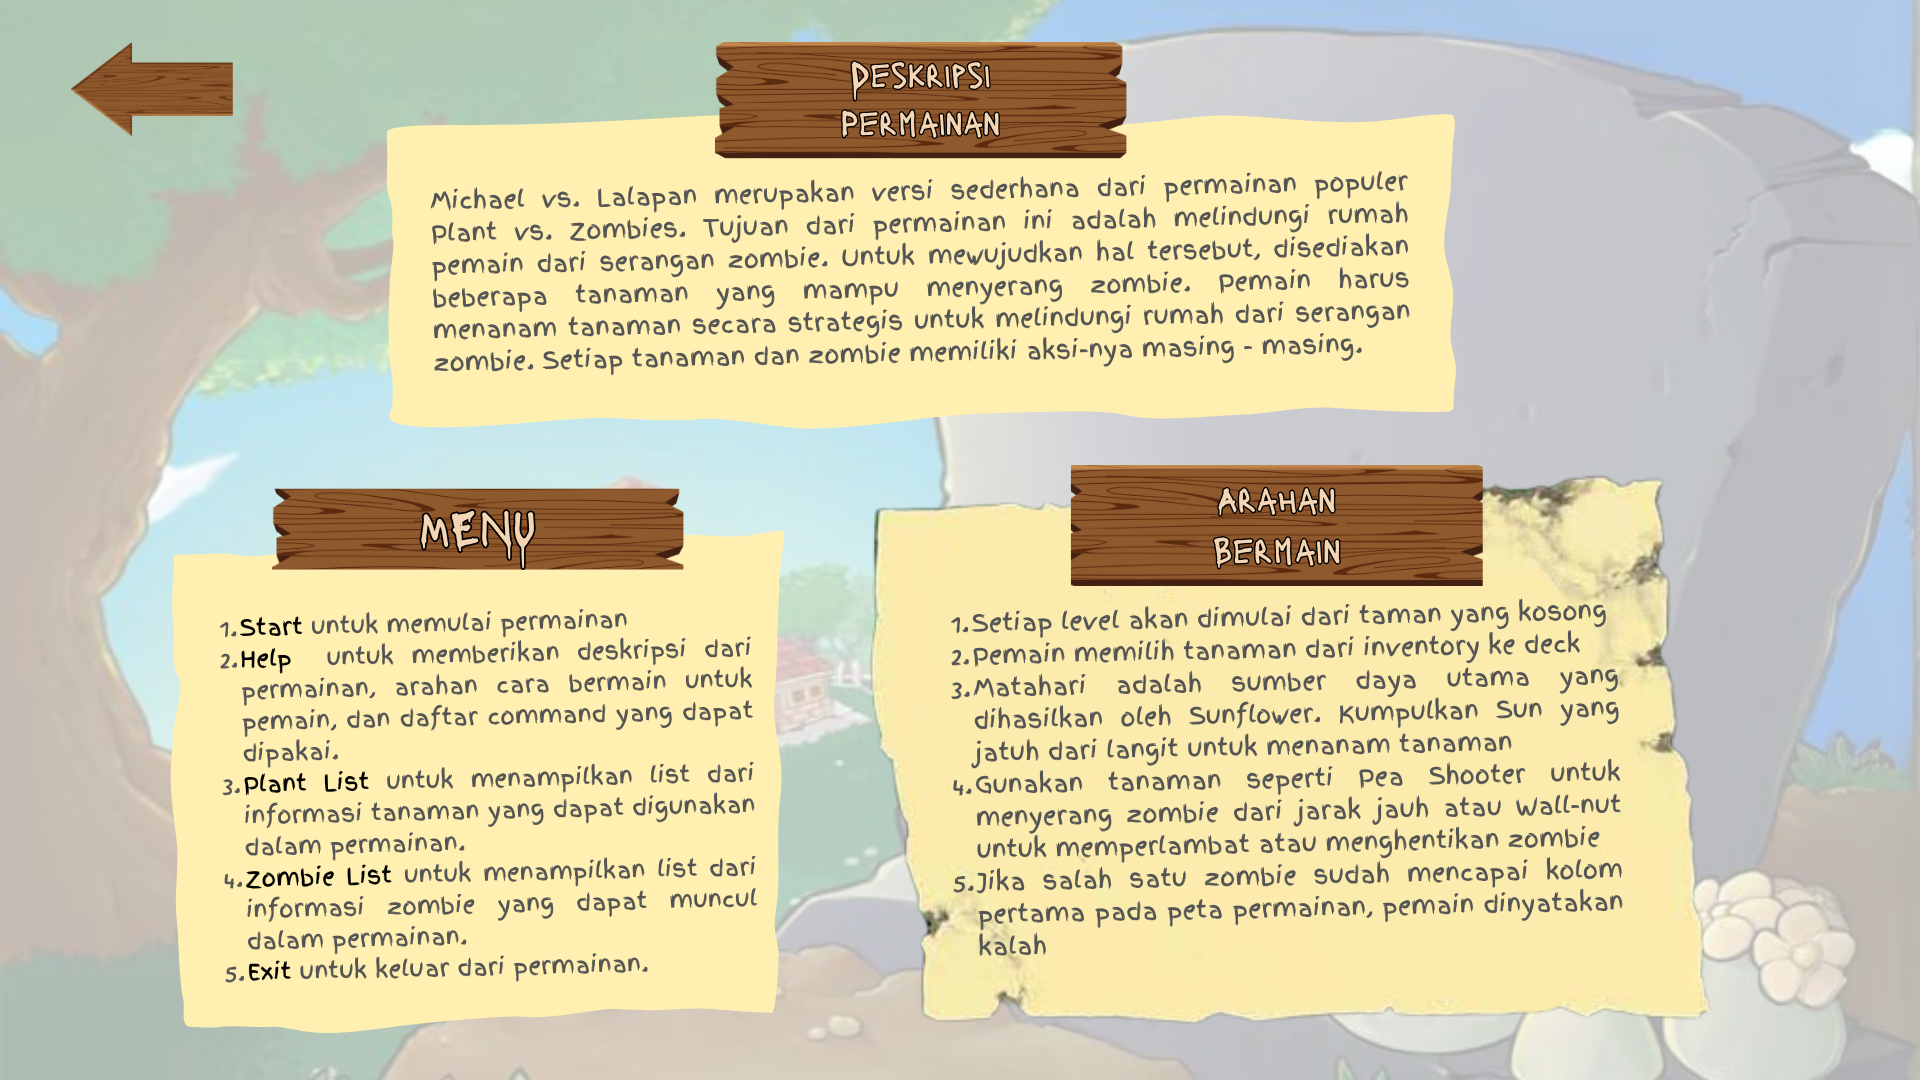 DESKRIPSI
PERMAINAN
Michael vs. Lalapan merupakan versi sederhana dari permainan populer
Plant vs. Zombies. Tujuan dari permainan ini adalah melindungi rumah
pemain dari serangan zombie. Untuk mewujudkan hal tersebut, disediakan
beberapa tanaman yang mampu menyerang zombie. Pemain harus
menanam tanaman secara strategis untuk melindungi rumah dari serangan
zombie. Setiap tanaman dan zombie memiliki aksi-nya masing - masing.
MENU
1.Start untuk memulai permainan
2.Help untuk memberikan deskripsi dari
permainan, arahan cara bermain untuk
pemain, dan daftar command yang dapat
dipakai.
3.Plant List untuk menampilkan list dari
informasi tanaman yang dapat digunakan
dalam permainan.
4.Zombie List untuk menampilkan list dari
informasi zombie yang dapat muncul
dalam permainan.
5.Exit untuk keluar dari permainan.
ARAHAN
BERMAIN
1.Setiap level akan dimulai dari taman yang kosong
2.Pemain memilih tanaman dari inventory ke deck
3.Matahari adalah sumber daya utama yang
dihasilkan oleh Sunflower. Kumpulkan Sun yang
jatuh dari langit untuk menanam tanaman
4.Gunakan tanaman seperti Pea Shooter untuk
menyerang zombie dari jarak jauh atau Wall-nut
untuk memperlambat atau menghentikan zombie
5.Jika salah satu zombie sudah mencapai kolom
pertama pada peta permainan, pemain dinyatakan
kalah